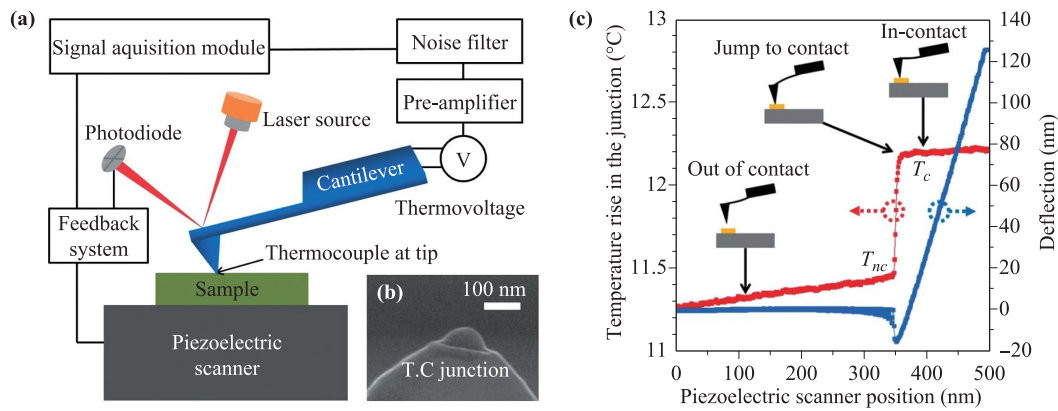 (a)
Signal aquisition module
Noise filter
Pre-amplifier
Laser source
Photodiode
V
Cantilever
Thermovoltage
Feedback
system
Thermocouple at tip
Sample
Piezoelectric
scanner
(b)
100 nm
T.C junction
(c)
Temperature rise in the junction (°C)
13
12.5
12
11.5
11
Jump to contact
In-contact
Out of contact
Tc
Tnc
140
120
100
80
60
40
20
0
−20
Deflection (nm)
0 100 200 300 400 500
Piezoelectric scanner position (nm)